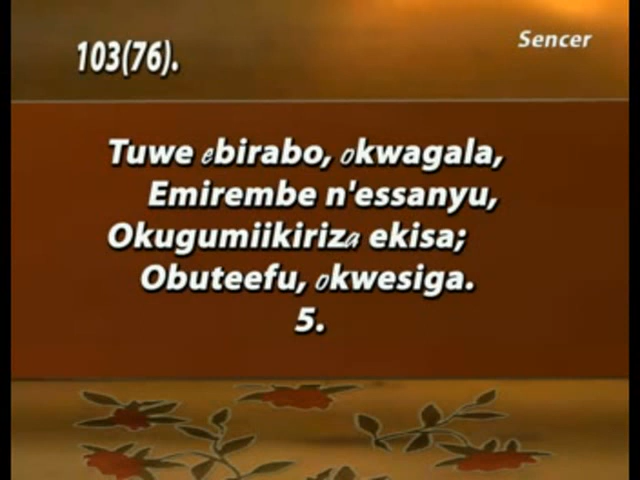 103(76).
Sencer
Tuwe ebirabo, okwagala,
Emirembe n'essanyu,
Okugumiikiriza ekisa;
Obuteefu, okwesiga.
5.